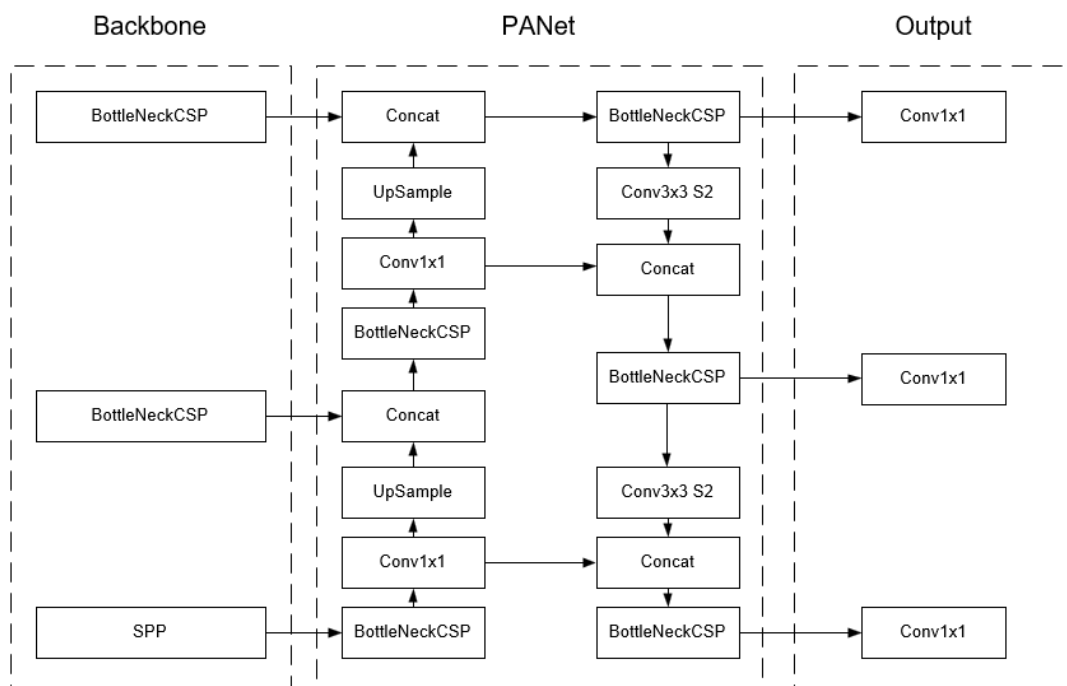 Backbone
PANet
Output
BottleNeckCSP
Concat
BottleNeckCSP
Conv1x1
UpSample
Conv3x3 S2
Conv1x1
Concat
BottleNeckCSP
BottleNeckCSP
Conv1x1
BottleNeckCSP
Concat
UpSample
Conv3x3 S2
Conv1x1
Concat
SPP
BottleNeckCSP
BottleNeckCSP
Conv1x1